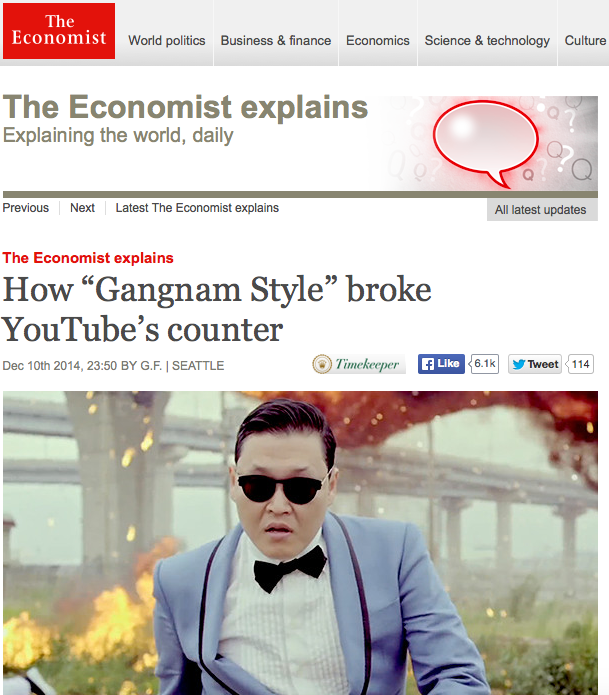 The
Economist
World politics
Business & finance
Economics
Science & technology
Culture
The Economist explains
Explaining the world, daily
Previous
Next
Latest The Economist explains
All latest updates
The Economist explains
How “Gangnam Style” broke
YouTube’s counter
Dec 10th 2014, 23:50 BY G.F. | SEATTLE
Timekeeper
Like
6.1k
Tweet
114